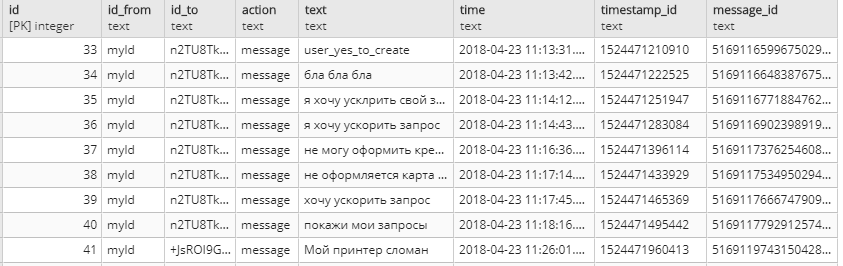 id id_from id_to action text time timestamp_id message_id
[PK] integer text text text text text text text
33 myId n2TU8Tk... message user_yes_to_create 2018-04-23 11:13:31.... 1524471210910 5169116599675029...
34 myId n2TU8Tk... message бла бла бла 2018-04-23 11:13:42.... 1524471222525 5169116648387675...
35 myId n2TU8Tk... message я хочу усклрить свой з... 2018-04-23 11:14:12.... 1524471251947 5169116771884762...
36 myId n2TU8Tk... message я хочу ускорить запрос 2018-04-23 11:14:43.... 1524471283084 5169116902398919...
37 myId n2TU8Tk... message не могу оформить кре... 2018-04-23 11:16:36.... 1524471396114 5169117376254608...
38 myId n2TU8Tk... message не оформляется карта ... 2018-04-23 11:17:14.... 1524471433929 5169117534950294...
39 myId n2TU8Tk... message хочу ускорить запрос 2018-04-23 11:17:45.... 1524471465369 5169117666747909...
40 myId n2TU8Tk... message покажи мои запросы 2018-04-23 11:18:16.... 1524471495442 5169117792912574...
41 myId +JsROI9G... message Мой принтер сломан 2018-04-23 11:26:01.... 1524471960413 5169119743150428...